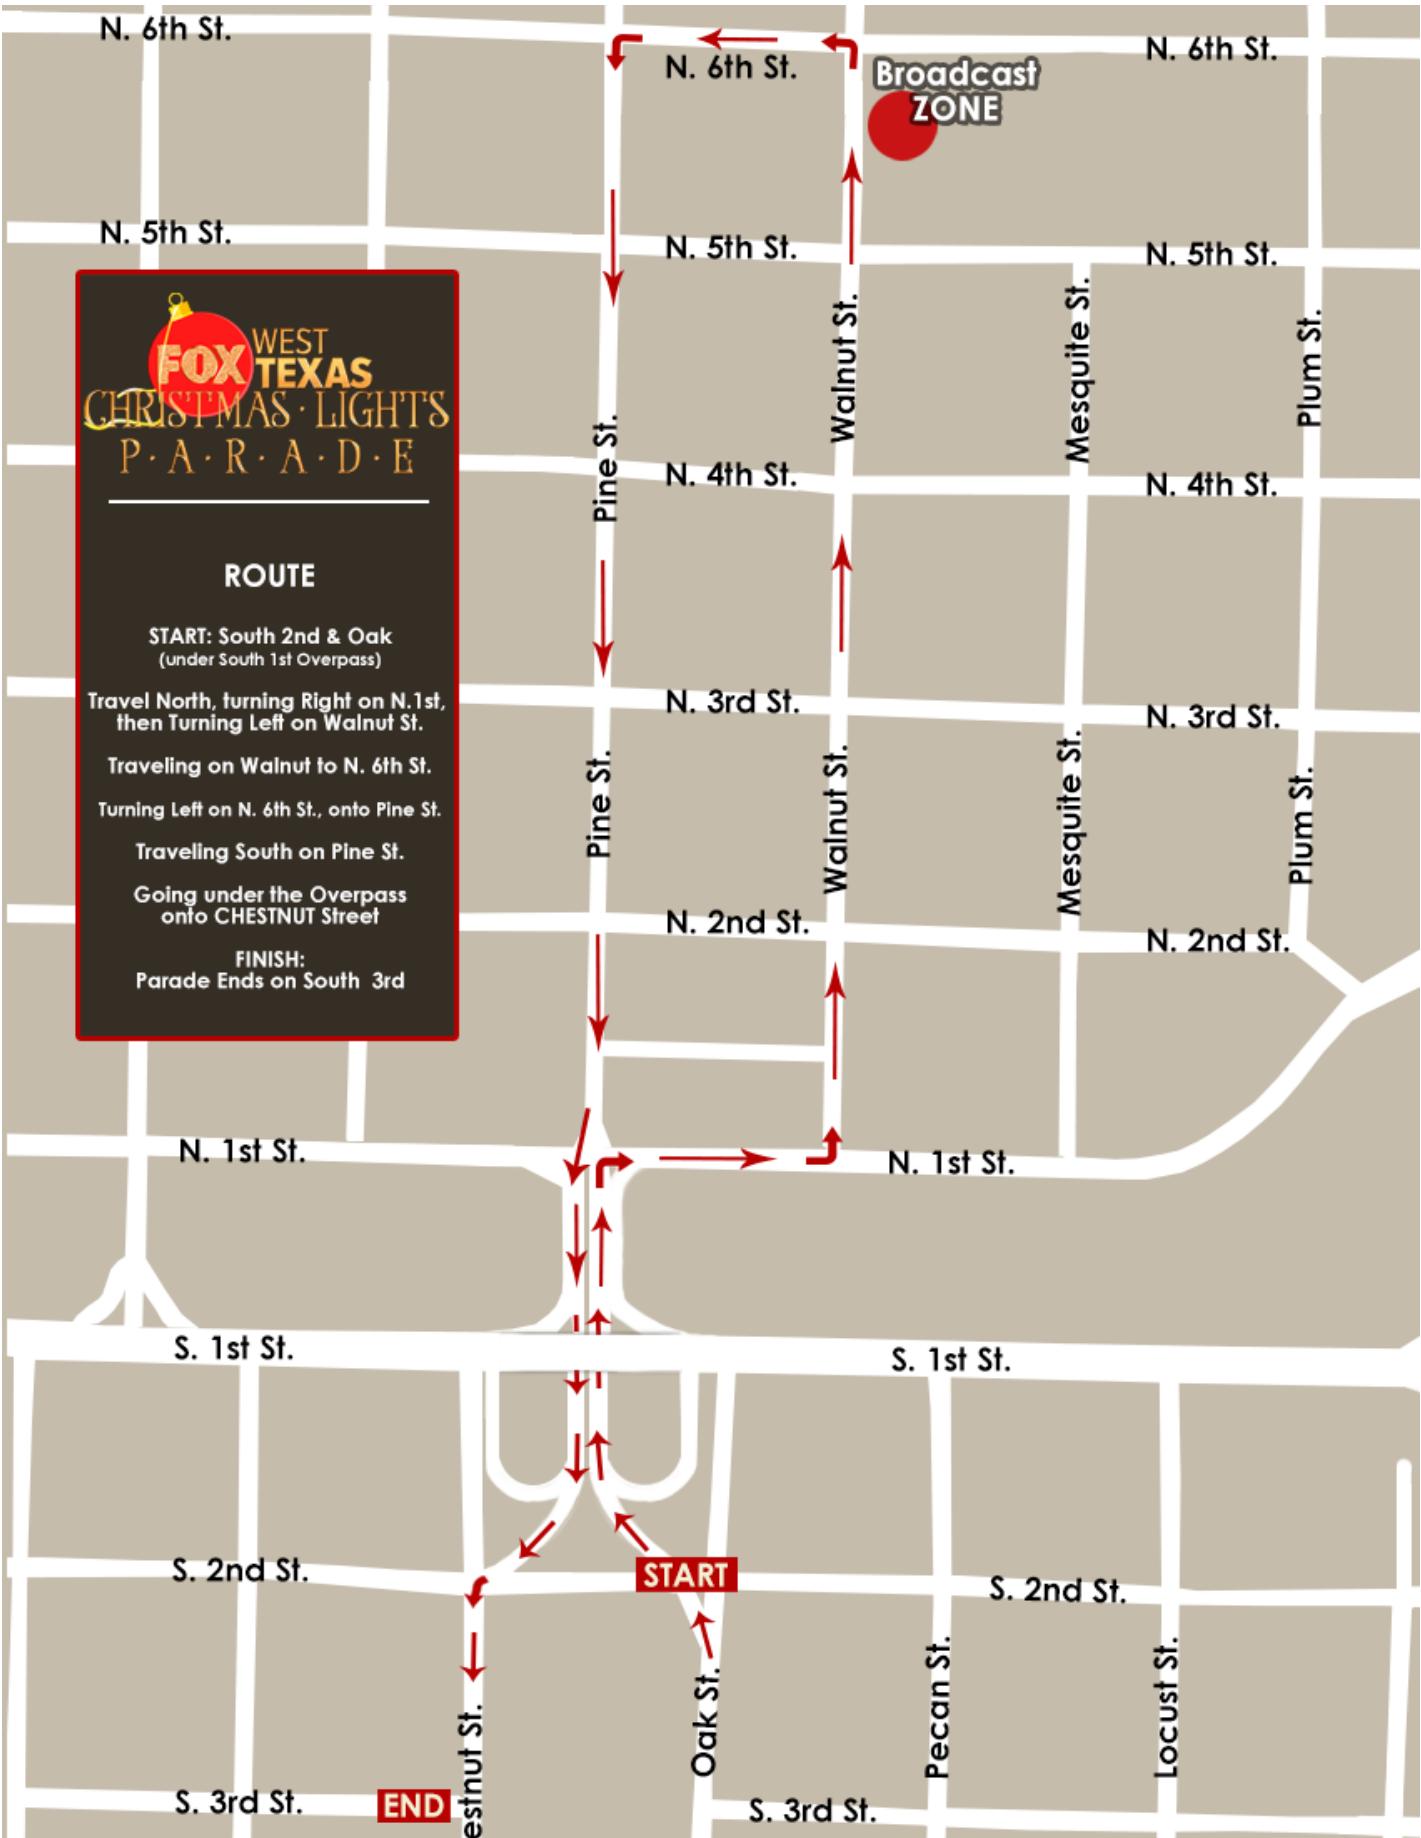 N. 6th St.
N. 6th St.
N. 6th St.
Broadcast
ZONE
N. 5th St.
N. 5th St.
N. 5th St.
FOX WEST
TEXAS
CHRISTMAS · LIGHTS
P · A · R · A · D · E
ROUTE
START: South 2nd & Oak
(under South 1st Overpass)
Travel North, turning Right on N.1st,
then Turning Left on Walnut St.
Traveling on Walnut to N. 6th St.
Turning Left on N. 6th St., onto Pine St.
Traveling South on Pine St.
Going under the Overpass
onto CHESTNUT Street
FINISH:
Parade Ends on South 3rd
Pine St.
Walnut St.
Mesquite St.
Plum St.
N. 4th St.
N. 4th St.
N. 3rd St.
N. 3rd St.
Pine St.
Walnut St.
Mesquite St.
Plum St.
N. 2nd St.
N. 2nd St.
N. 1st St.
N. 1st St.
S. 1st St.
S. 1st St.
S. 2nd St.
START
S. 2nd St.
estnut St.
Oak St.
Pecan St.
Locust St.
S. 3rd St.
END
S. 3rd St.